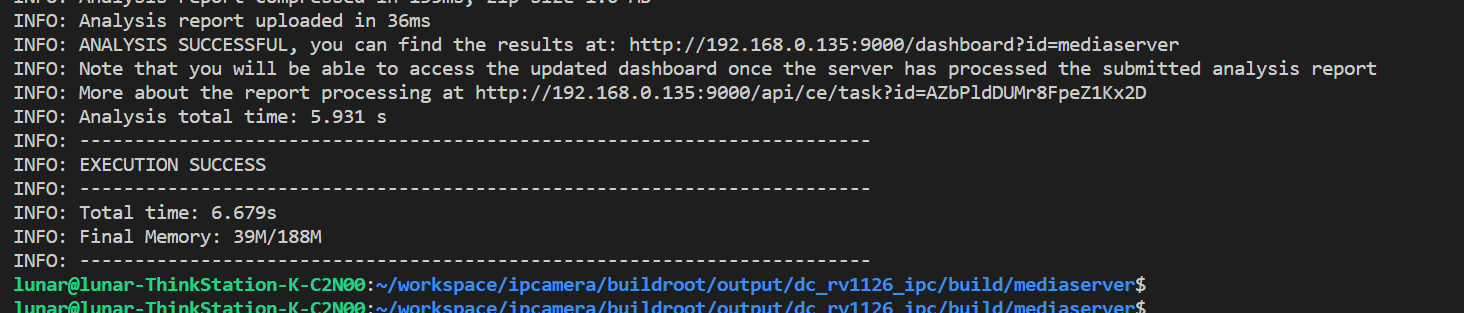 INFO: Analysis report compressed in 199ms, zip size 1.0 MB
INFO: Analysis report uploaded in 36ms
INFO: ANALYSIS SUCCESSFUL, you can find the results at: http://192.168.0.135:9000/dashboard?id=mediaserver
INFO: Note that you will be able to access the updated dashboard once the server has processed the submitted analysis report
INFO: More about the report processing at http://192.168.0.135:9000/api/ce/task?id=AZbPldDUMr8FpeZ1Kx2D
INFO: Analysis total time: 5.931 s
INFO: ------------------------------------------------------------------------
INFO: EXECUTION SUCCESS
INFO: ------------------------------------------------------------------------
INFO: Total time: 6.679s
INFO: Final Memory: 39M/188M
INFO: ------------------------------------------------------------------------
lunar@lunar-ThinkStation-K-C2N00:~/workspace/ipcamera/buildroot/output/dc_rv1126_ipc/build/mediaserver$
lunar@lunar-ThinkStation-K-C2N00:~/workspace/ipcamera/buildroot/output/dc_rv1126_ipc/build/mediaserver$